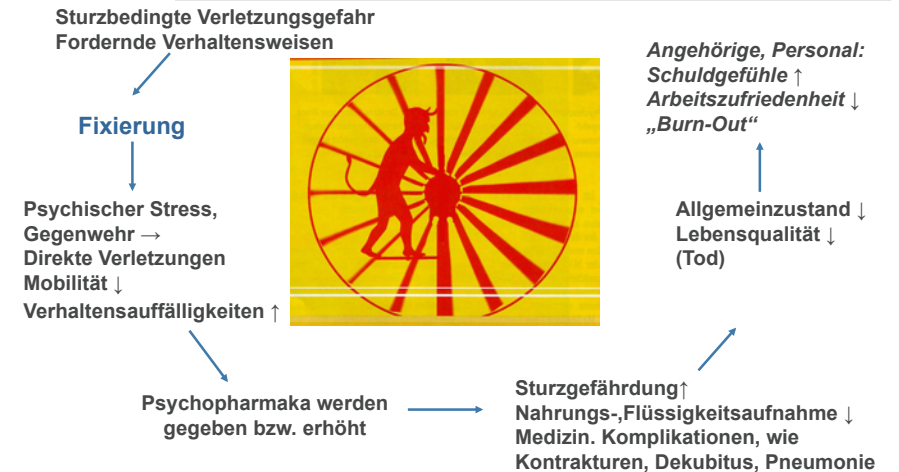 Sturzbedingte Verletzungsgefahr
Fordernde Verhaltensweisen
Fixierung
Psychischer Stress,
Gegenwehr →
Direkte Verletzungen
Mobilität ↓
Verhaltensauffälligkeiten ↑
Psychopharmaka werden
gegeben bzw. erhöht
Sturzgefährdung↑
Nahrungs-,Flüssigkeitsaufnahme ↓
Medizin. Komplikationen, wie
Kontrakturen, Dekubitus, Pneumonie
Allgemeinzustand ↓
Lebensqualität ↓
(Tod)
Angehörige, Personal:
Schuldgefühle ↑
Arbeitszufriedenheit ↓
„Burn-Out“